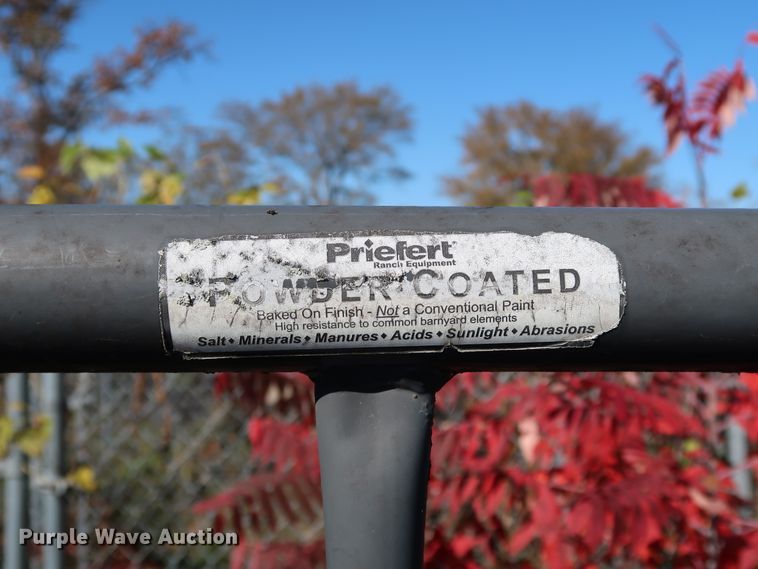 Priefert
Ranch Equipment
POWDER COATED
Baked On Finish - Not a Conventional Paint
High resistance to common barnyard elements
Salt • Minerals • Manures • Acids • Sunlight • Abrasions
Purple Wave Auction